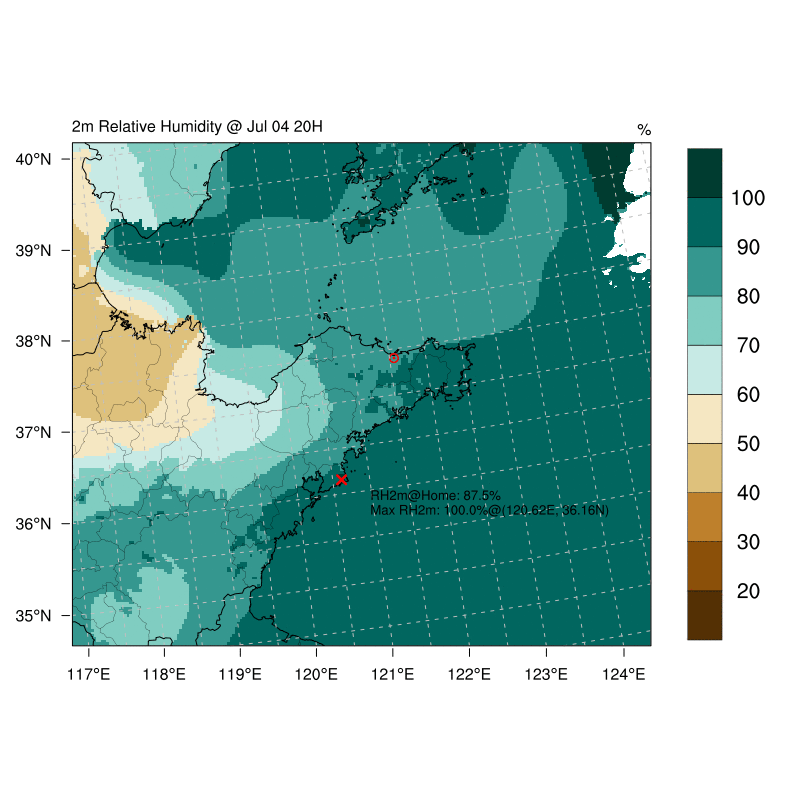 2m Relative Humidity @ Jul 04 20H
%
40°N
39°N
38°N
37°N
36°N
35°N
117°E
118°E
119°E
120°E
121°E
122°E
123°E
124°E
RH2m@Home: 87.5%
Max RH2m: 100.0%@(120.62E, 36.16N)
100
90
80
70
60
50
40
30
20